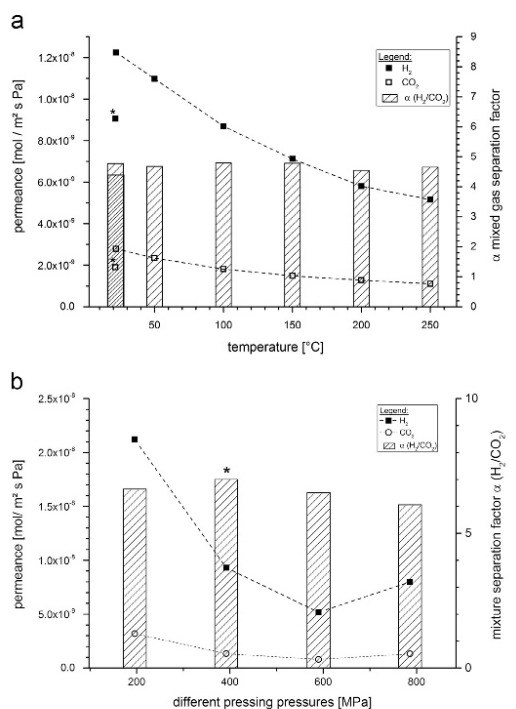 a
1.2x10⁻⁸
1.0x10⁻⁸
8.0x10⁻⁹
6.0x10⁻⁹
4.0x10⁻⁹
2.0x10⁻⁹
0.0
permeance [mol / m² s Pa]
*
*
Legend:
H₂
CO₂
α (H₂/CO₂)
9
8
7
6
5
4
3
2
1
0
α mixed gas separation factor
50
100
150
200
250
temperature [°C]
b
2.5x10⁻⁸
2.0x10⁻⁸
1.5x10⁻⁸
1.0x10⁻⁸
5.0x10⁻⁹
0.0
permeance [mol/ m² s Pa]
*
Legend:
H₂
CO₂
α (H₂/CO₂)
10
5
0
mixture separation factor α (H₂/CO₂)
200
400
600
800
different pressing pressures [MPa]